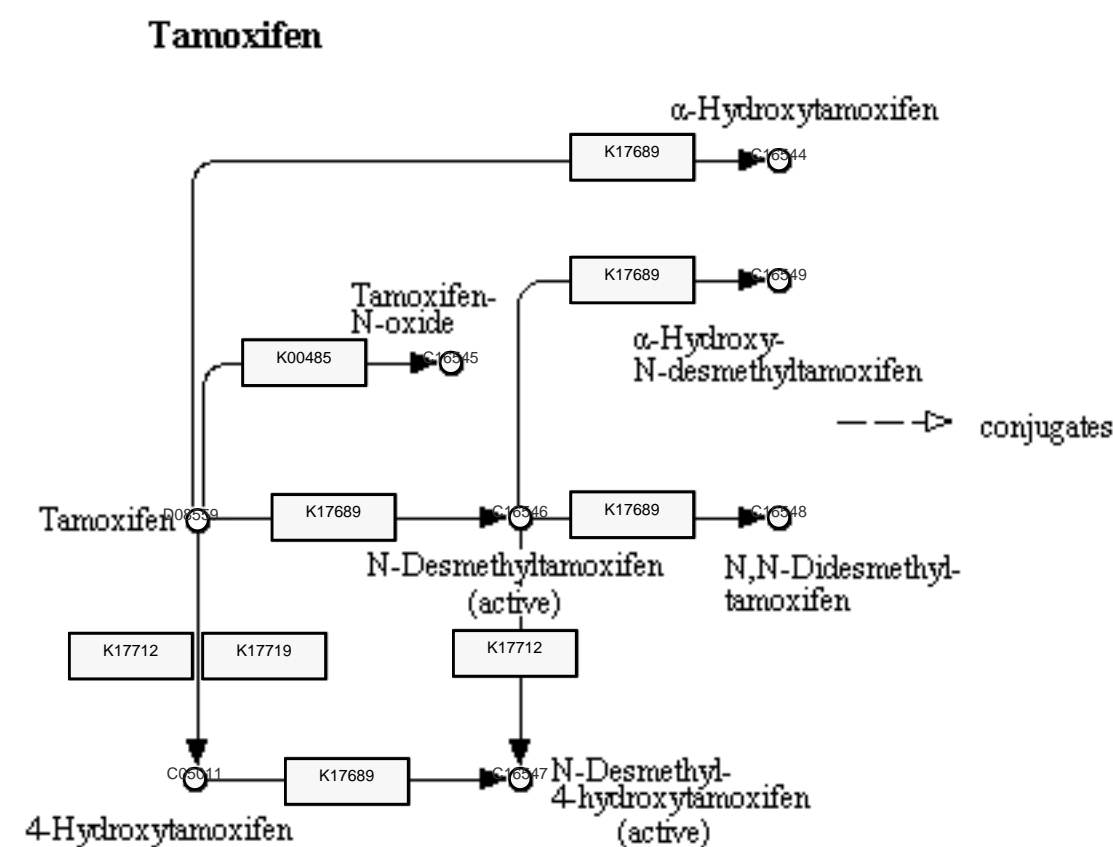 Tamoxifen
α-Hydroxytamoxifen
K17689
C16544
K17689
C16549
Tamoxifen-
N-oxide
K00485
C16545
α-Hydroxy-
N-desmethyltamoxifen
conjugates
Tamoxifen
D08559
K17689
C16546
K17689
C16548
N-Desmethyltamoxifen
(active)
N,N-Didesmethyl-
tamoxifen
K17712
K17719
K17712
C05011
K17689
C16547
N-Desmethyl-
4-hydroxytamoxifen
(active)
4-Hydroxytamoxifen